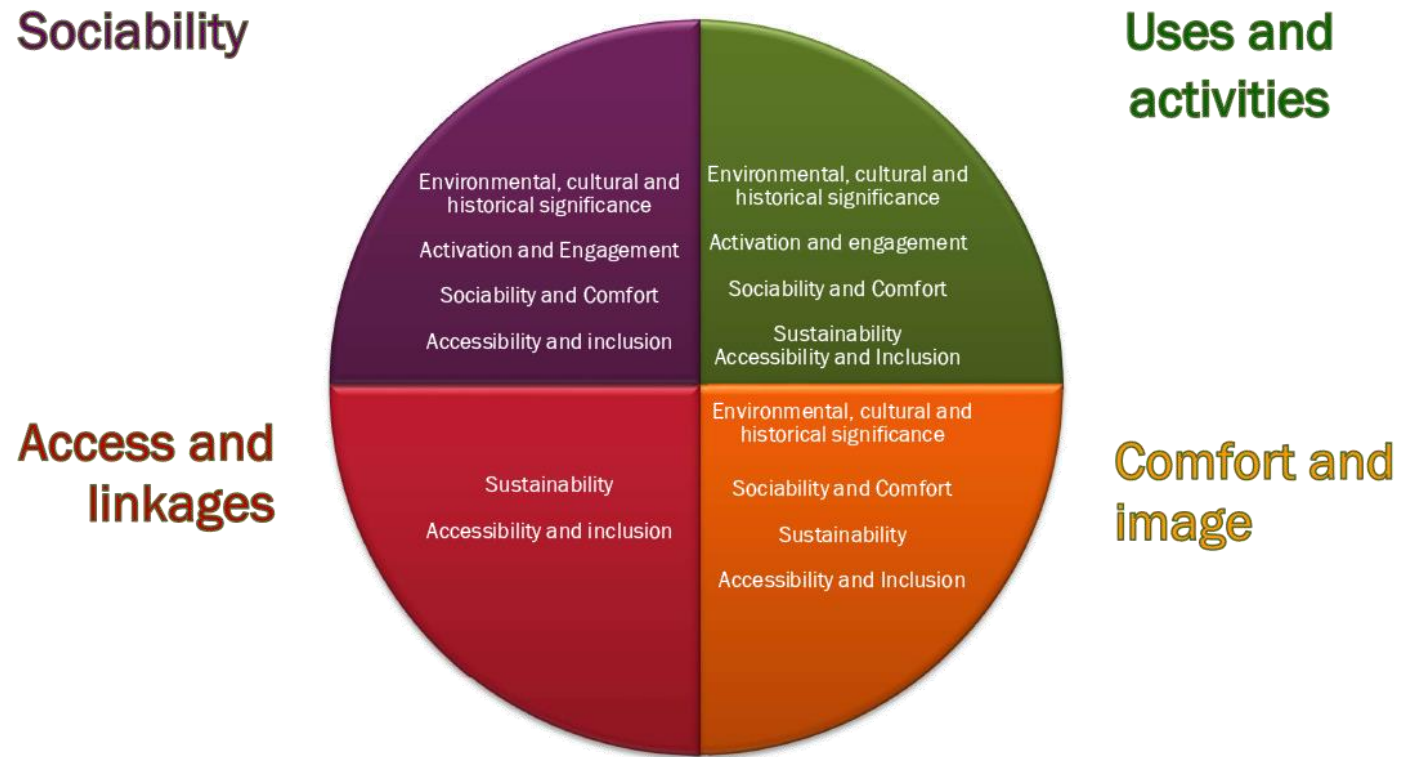 Sociability
Environmental, cultural and
historical significance
Activation and Engagement
Sociability and Comfort
Accessibility and inclusion
Uses and
activities
Environmental, cultural and
historical significance
Activation and engagement
Sociability and Comfort
Sustainability
Accessibility and Inclusion
Access and
linkages
Sustainability
Accessibility and inclusion
Environmental, cultural and
historical significance
Sociability and Comfort
Sustainability
Accessibility and Inclusion
Comfort and
image